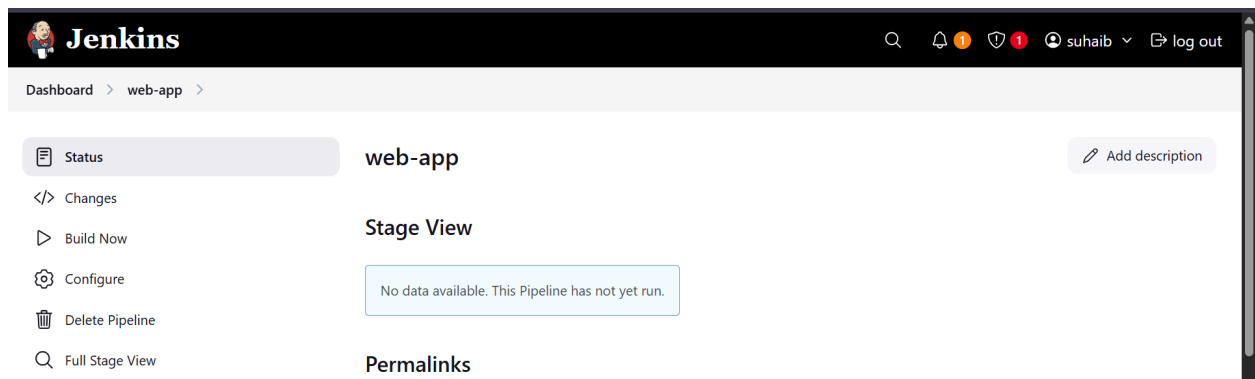 Jenkins
1
1
suhaib
log out
Dashboard > web-app >
Status
web-app
Add description
</> Changes
Build Now
Stage View
Configure
No data available. This Pipeline has not yet run.
Delete Pipeline
Full Stage View
Permalinks